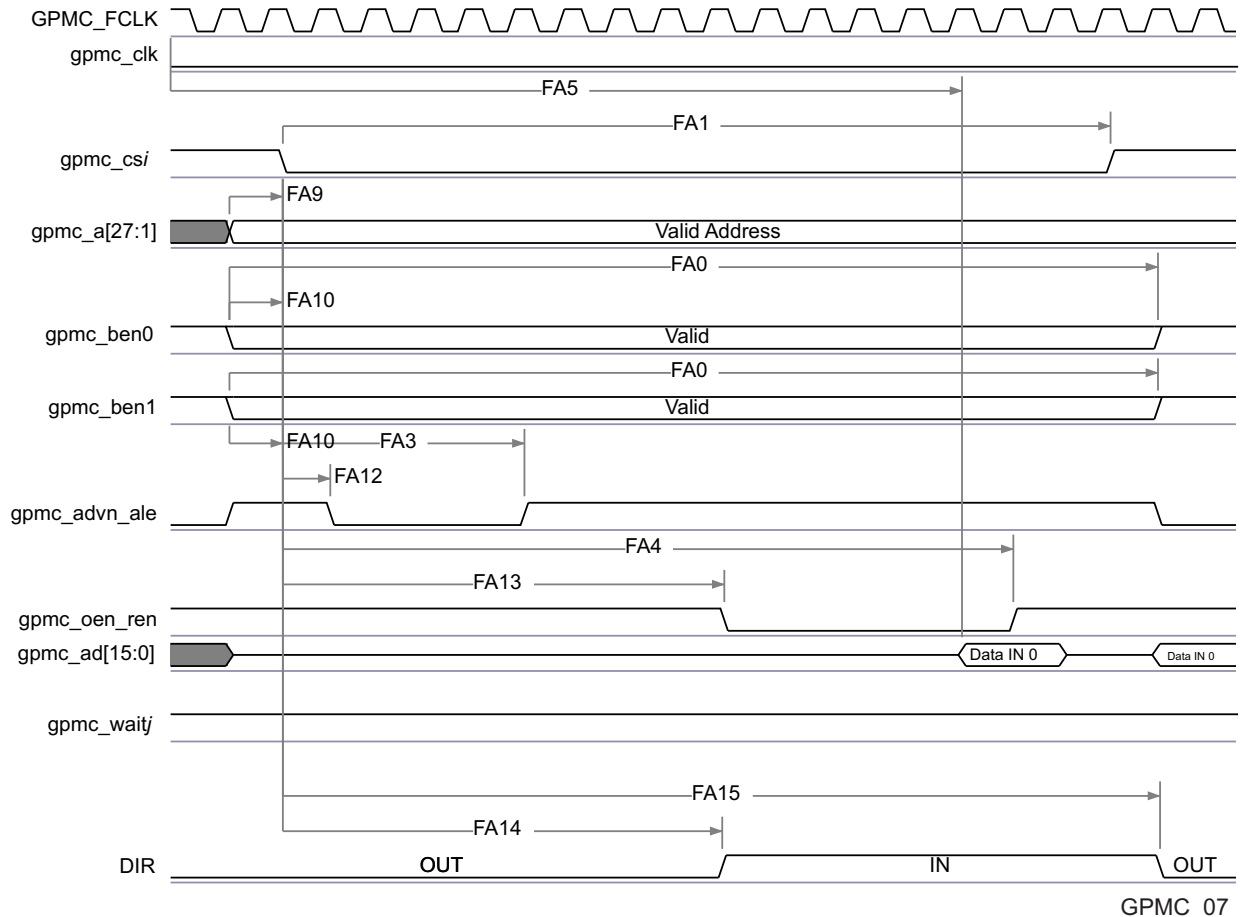 GPMC_FCLK
gpmc_clk
FA5
FA1
gpmc_csi
FA9
gpmc_a[27:1]
Valid Address
FA0
FA10
gpmc_ben0
Valid
FA0
gpmc_ben1
Valid
FA10
FA3
FA12
gpmc_advn_ale
FA4
FA13
gpmc_oen_ren
gpmc_ad[15:0]
Data IN 0
Data IN 0
gpmc_waitj
FA15
FA14
DIR
OUT
IN
OUT
GPMC_07